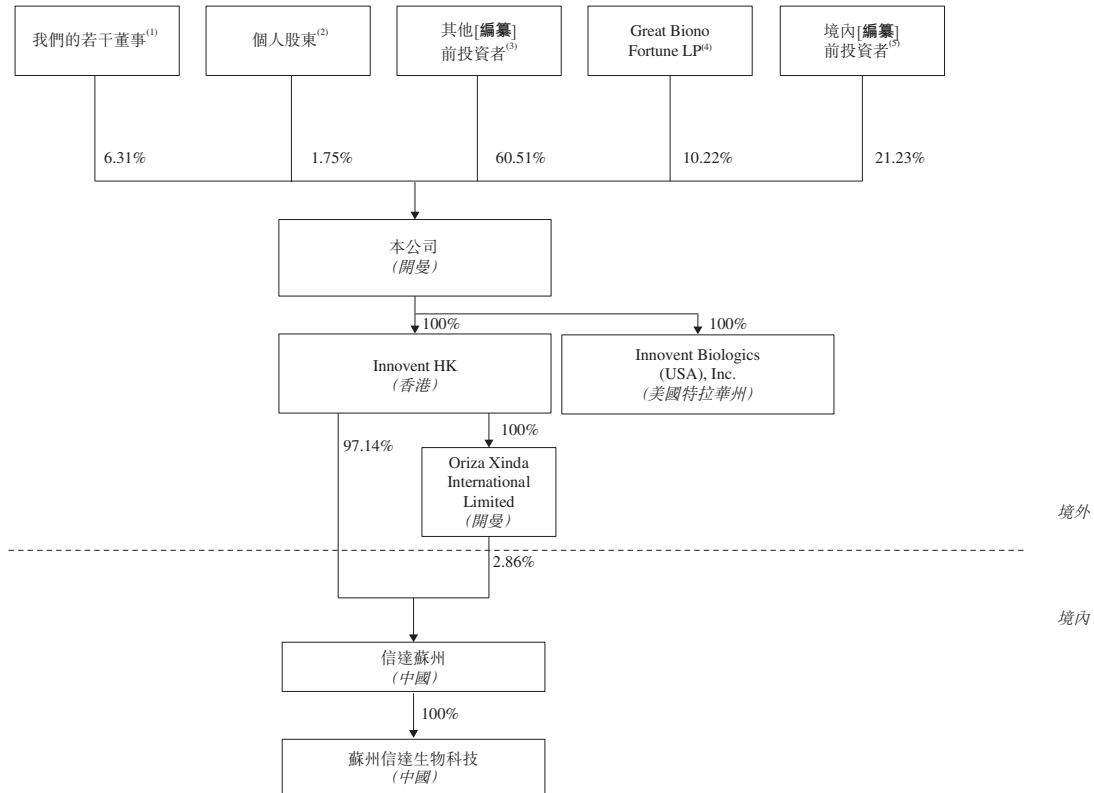 我們的若干董事(1)
個人股東(2)
其他[編纂]
前投資者(3)
Great Biono
Fortune LP(4)
境內[編纂]
前投資者(5)
6.31%
1.75%
60.51%
10.22%
21.23%
本公司
（開曼）
100%
100%
Innovent HK
（香港）
Innovent Biologics
(USA), Inc.
（美國特拉華州）
97.14%
100%
Oriza Xinda
International
Limited
（開曼）
境外
2.86%
境內
信達蘇州
（中國）
100%
蘇州信達生物科技
（中國）